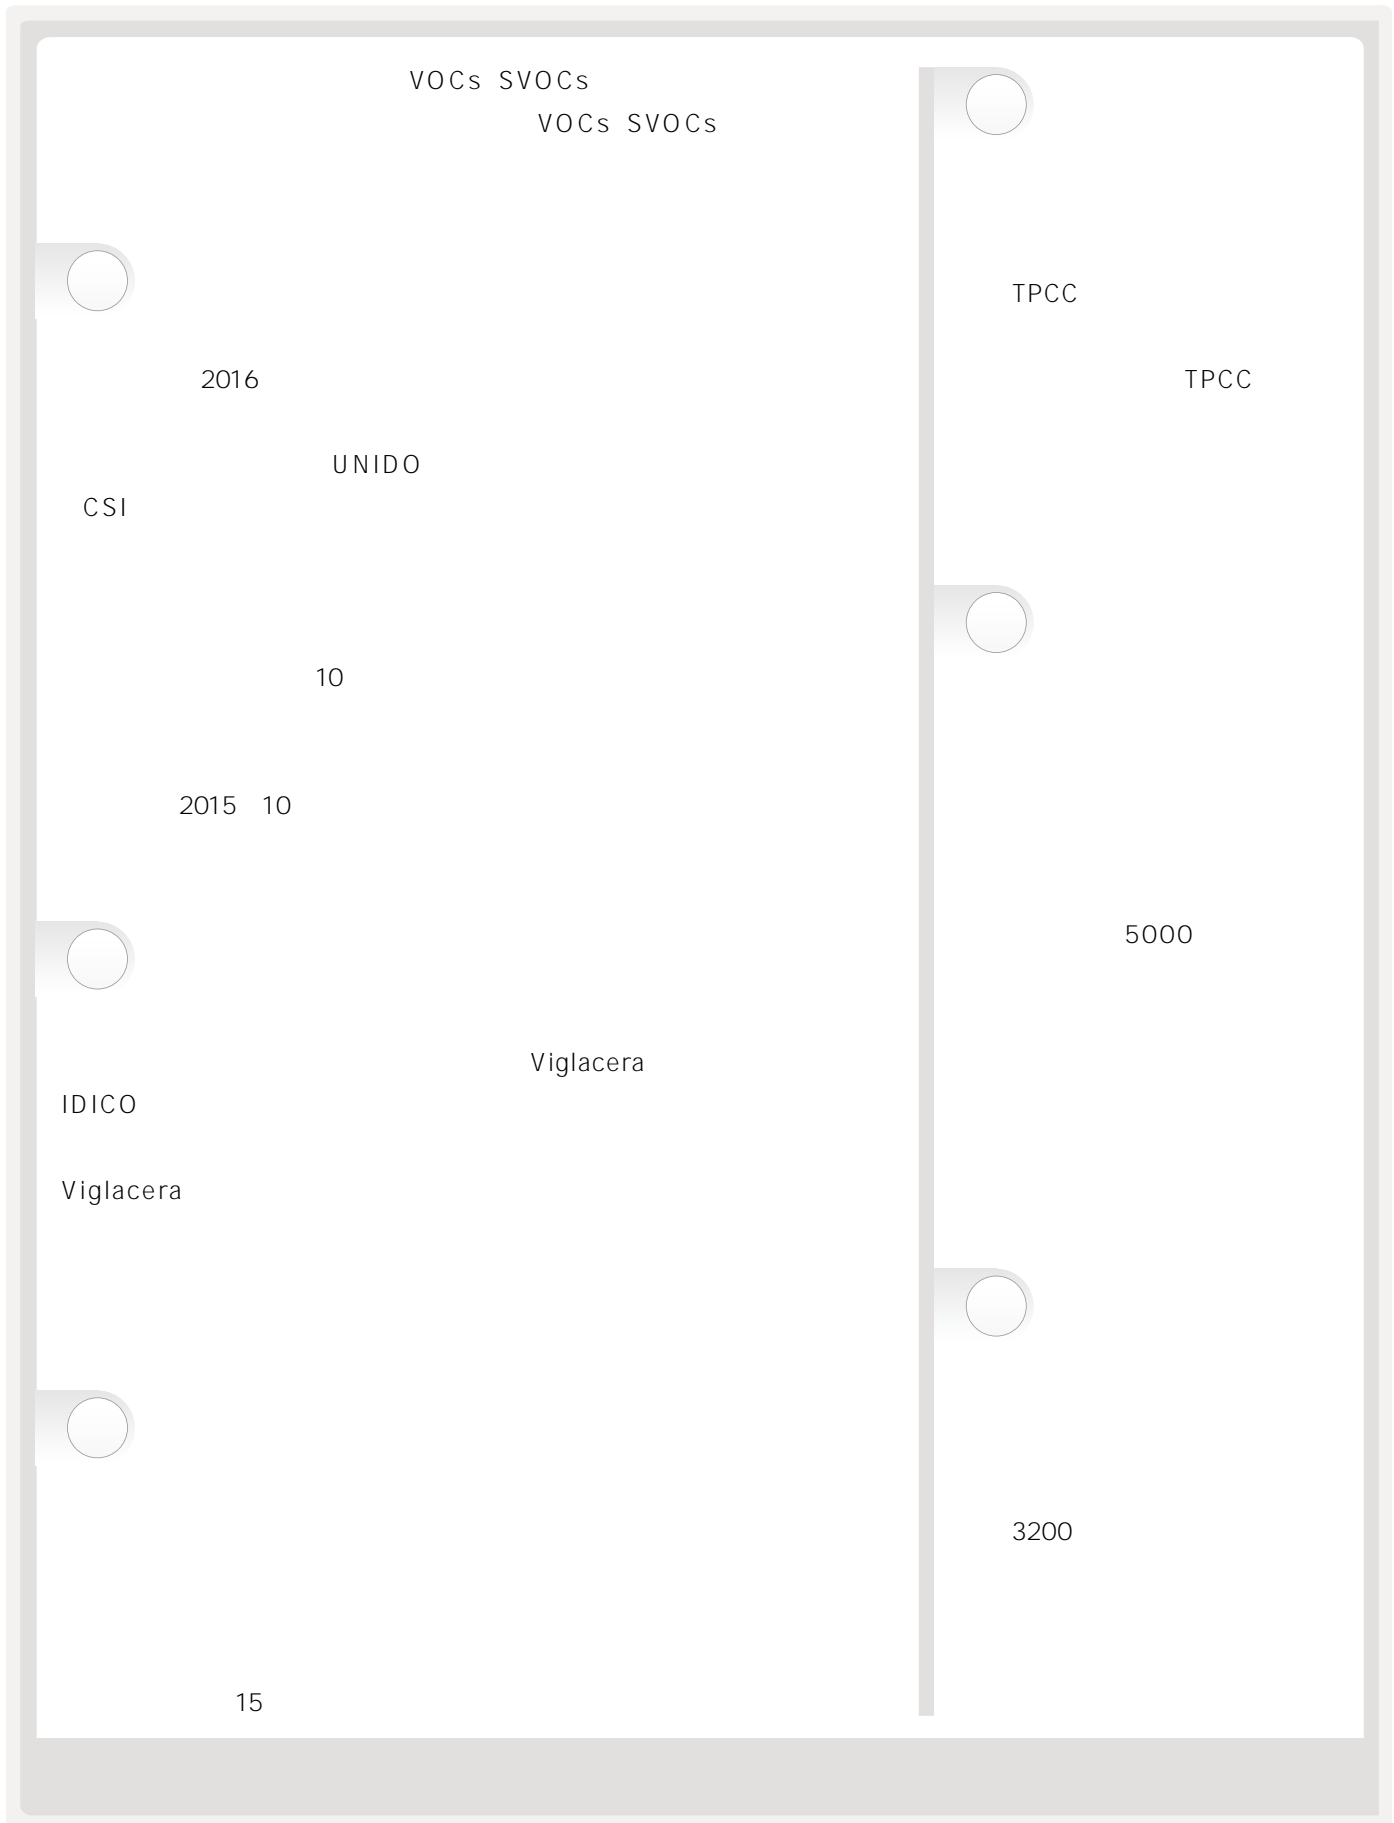 VOCs SVOCs
VOCs SVOCs
2016
UNIDO
CSI
10
2015 10
Viglacera
IDICO
Viglacera
15
TPCC
TPCC
5000
3200